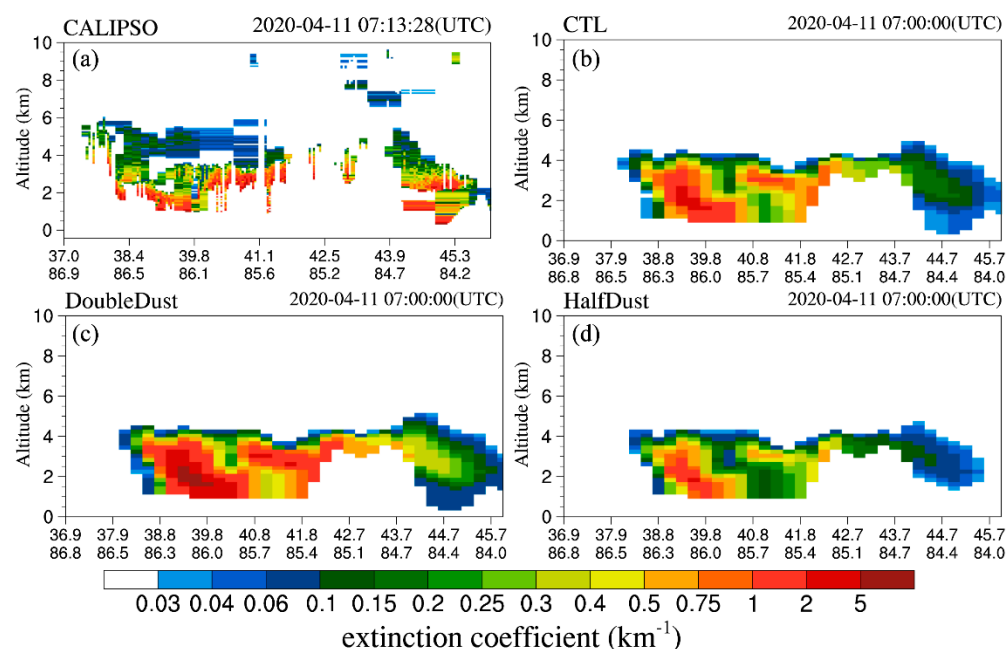 CALIPSO 2020-04-11 07:13:28(UTC)
CTL 2020-04-11 07:00:00(UTC)
(a)
(b)
Altitude (km)
10
8
6
4
2
0
37.0 38.4 39.8 41.1 42.5 43.9 45.3
86.9 86.5 86.1 85.6 85.2 84.7 84.2
Altitude (km)
10
8
6
4
2
0
36.9 37.9 38.8 39.8 40.8 41.8 42.7 43.7 44.7 45.7
86.8 86.5 86.3 86.0 85.7 85.4 85.1 84.7 84.4 84.0
DoubleDust 2020-04-11 07:00:00(UTC)
HalfDust 2020-04-11 07:00:00(UTC)
(c)
(d)
Altitude (km)
10
8
6
4
2
0
36.9 37.9 38.8 39.8 40.8 41.8 42.7 43.7 44.7 45.7
86.8 86.5 86.3 86.0 85.7 85.4 85.1 84.7 84.4 84.0
Altitude (km)
10
8
6
4
2
0
36.9 37.9 38.8 39.8 40.8 41.8 42.7 43.7 44.7 45.7
86.8 86.5 86.3 86.0 85.7 85.4 85.1 84.7 84.4 84.0
0.03 0.04 0.06 0.1 0.15 0.2 0.25 0.3 0.4 0.5 0.75 1 2 5
extinction coefficient (km⁻¹)